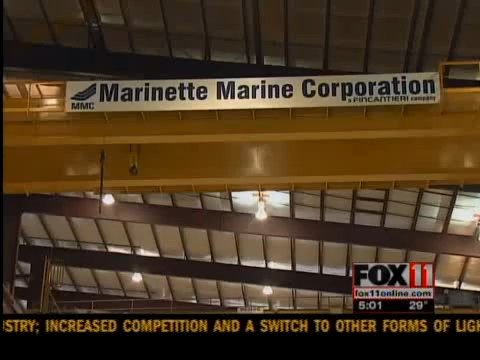 Marinette Marine Corporation
MMC
a FINCANTIERI company
FOX 11
fox11online.com
5:01 29°
STRY; INCREASED COMPETITION AND A SWITCH TO OTHER FORMS OF LIGH